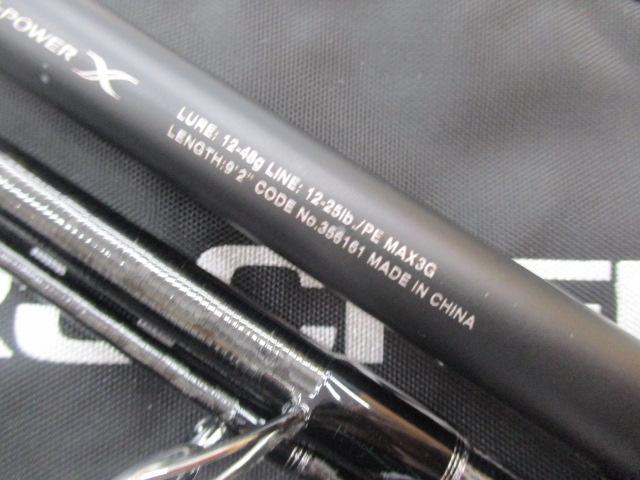 POWER X
LURE: 12-48g LINE: 12-25lb./PE MAX3G
LENGTH:9'2" CODE No.356161 MADE IN CHINA